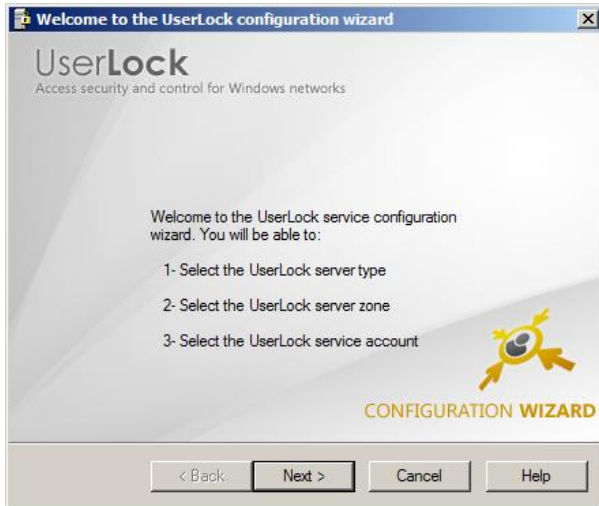 Welcome to the UserLock configuration wizard
UserLock
Access security and control for Windows networks
Welcome to the UserLock service configuration
wizard. You will be able to:
1- Select the UserLock server type
2- Select the UserLock server zone
3- Select the UserLock service account
CONFIGURATION WIZARD
< Back Next > Cancel Help